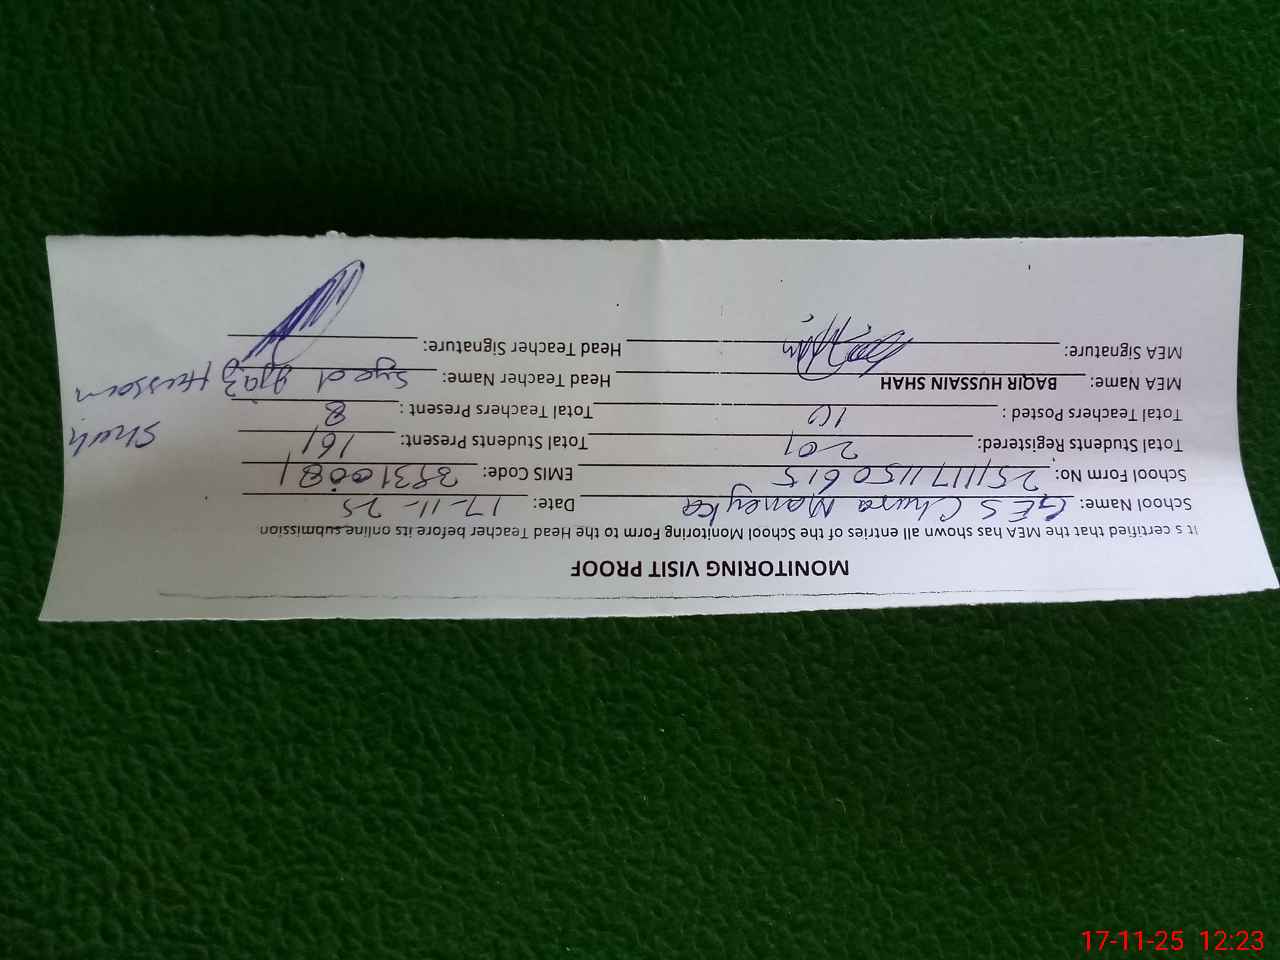 MONITORING VISIT PROOF
It s certified that the MEA has shown all entries of the School Monitoring Form to the Head Teacher before its online submission
School Name: GES Chura Maneyka Date: 17-11-25
School Form No: 2511171150615 EMIS Code:
Total Students Registered: 201 Total Students Present: 161
Total Teachers Posted : 10 Total Teachers Present : 8
MEA Name: BAQIR HUSSAIN SHAH Head Teacher Name: Syed Ijaz Hussain Shah
MEA Signature: Head Teacher Signature:
17-11-25 12:23